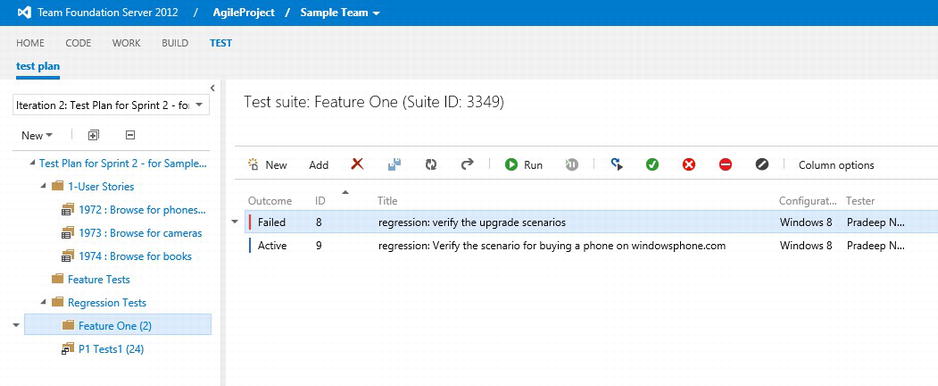 Team Foundation Server 2012 / AgileProject / Sample Team
HOME CODE WORK BUILD TEST
test plan
Iteration 2: Test Plan for Sprint 2 - for
New
Test Plan for Sprint 2 - for Sample...
1-User Stories
1972 : Browse for phones...
1973 : Browse for cameras
1974 : Browse for books
Feature Tests
Regression Tests
Feature One (2)
P1 Tests1 (24)
Test suite: Feature One (Suite ID: 3349)
New Add Run Column options
Outcome ID Title Configurat... Tester
Failed 8 regression: verify the upgrade scenarios Windows 8 Pradeep N...
Active 9 regression: Verify the scenario for buying a phone on windowsphone.com Windows 8 Pradeep N...